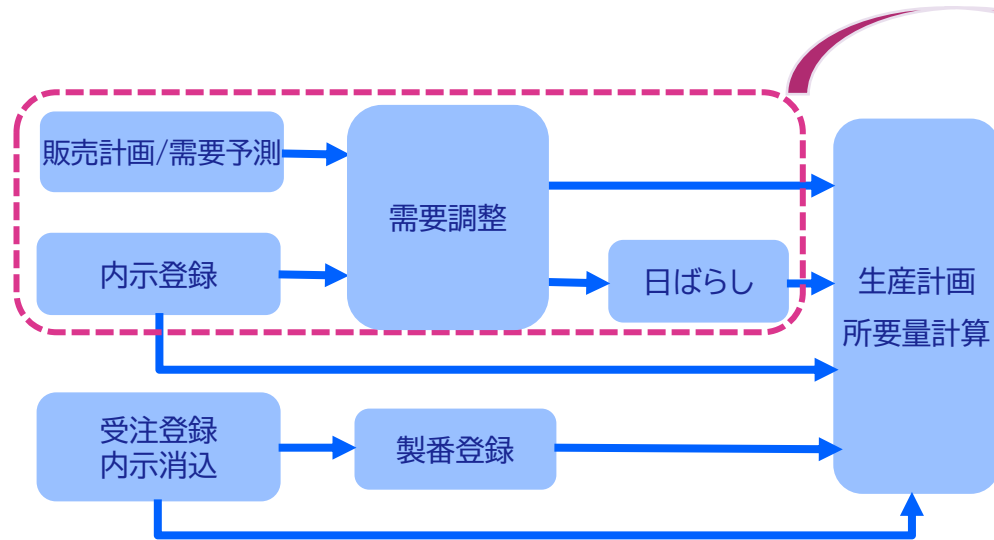 販売計画/需要予測
需要調整
内示登録
日ばらし
生産計画
所要量計算
受注登録
内示消込
製番登録